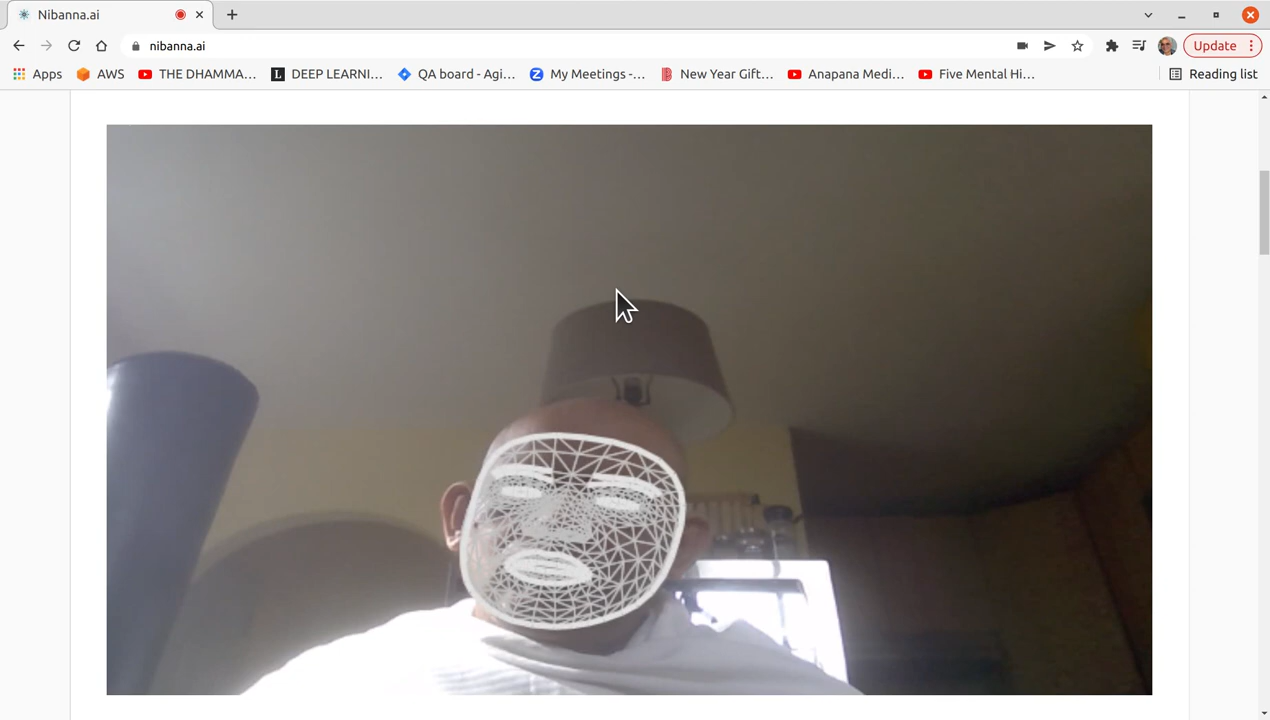 Nibanna.ai
nibanna.ai
Update
Apps
AWS
THE DHAMMA...
DEEP LEARNI...
QA board - Agi...
My Meetings -...
New Year Gift...
Anapana Medi...
Five Mental Hi...
Reading list